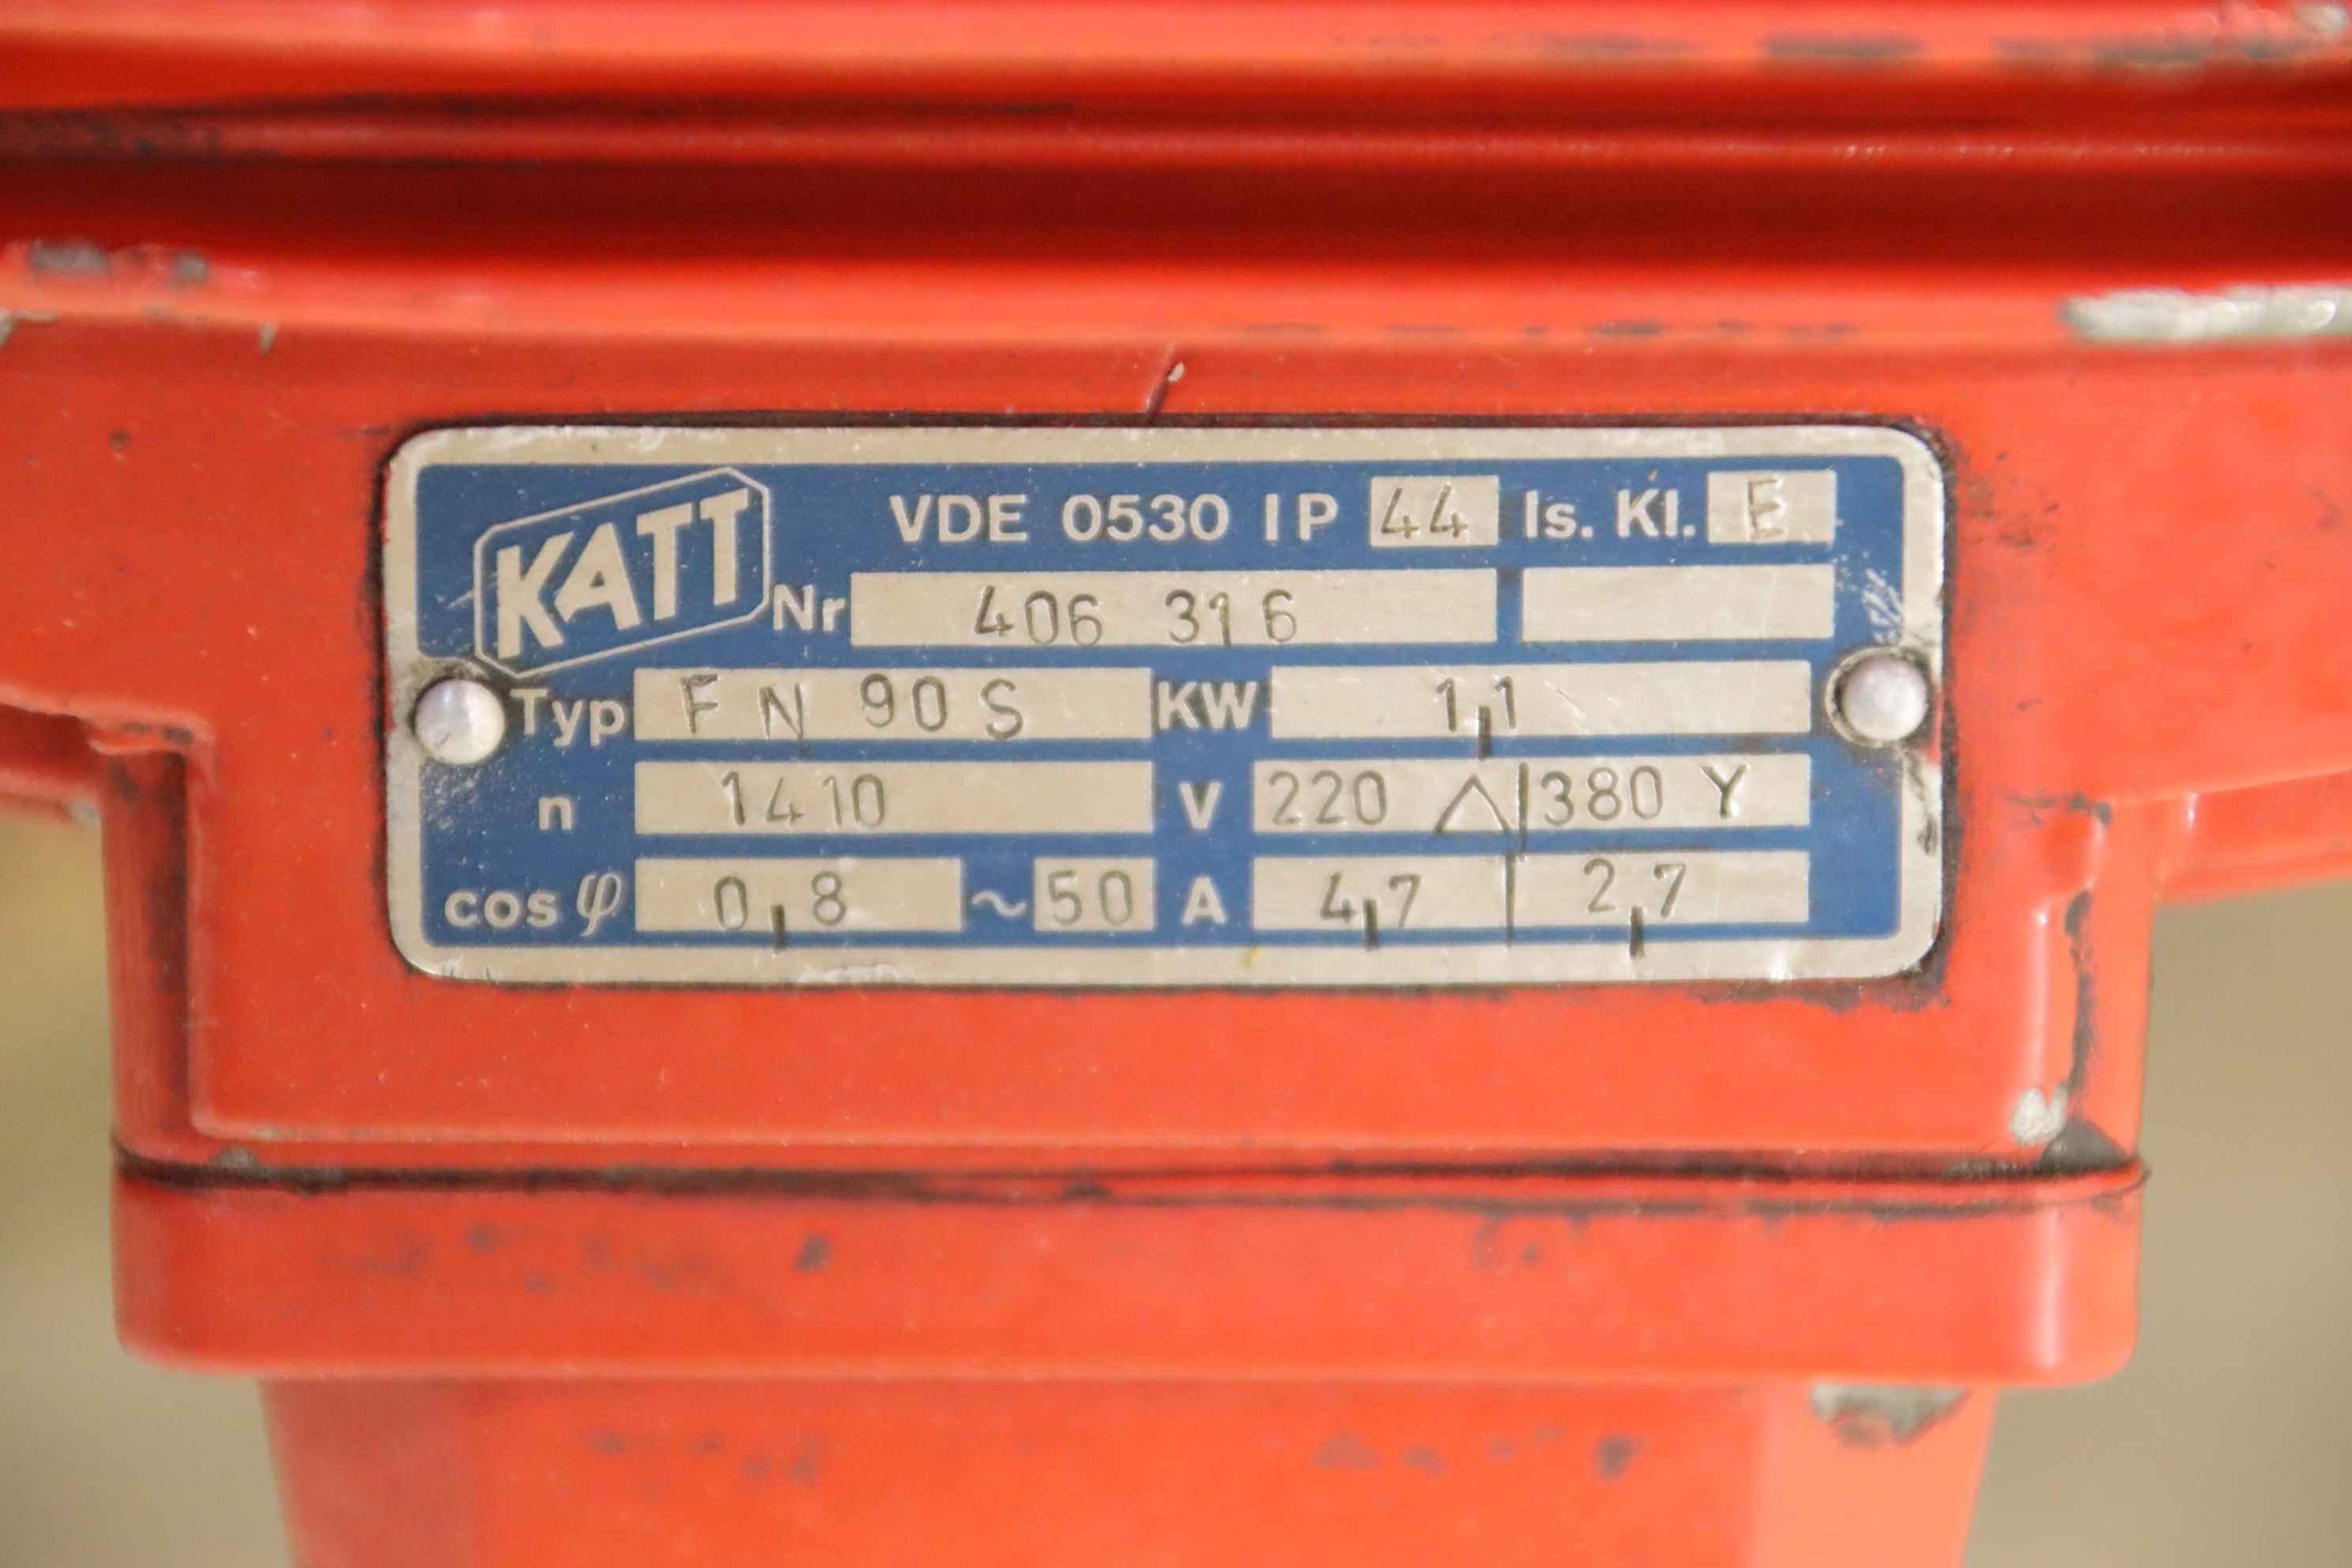 KATT
VDE 0530 IP 44 Is. Kl. E
Nr 406 316
Typ FN 90 S KW 1,1
n 1410 V 220 △ | 380 Y
cos φ 0,8 ~ 50 A 4,7 | 2,7